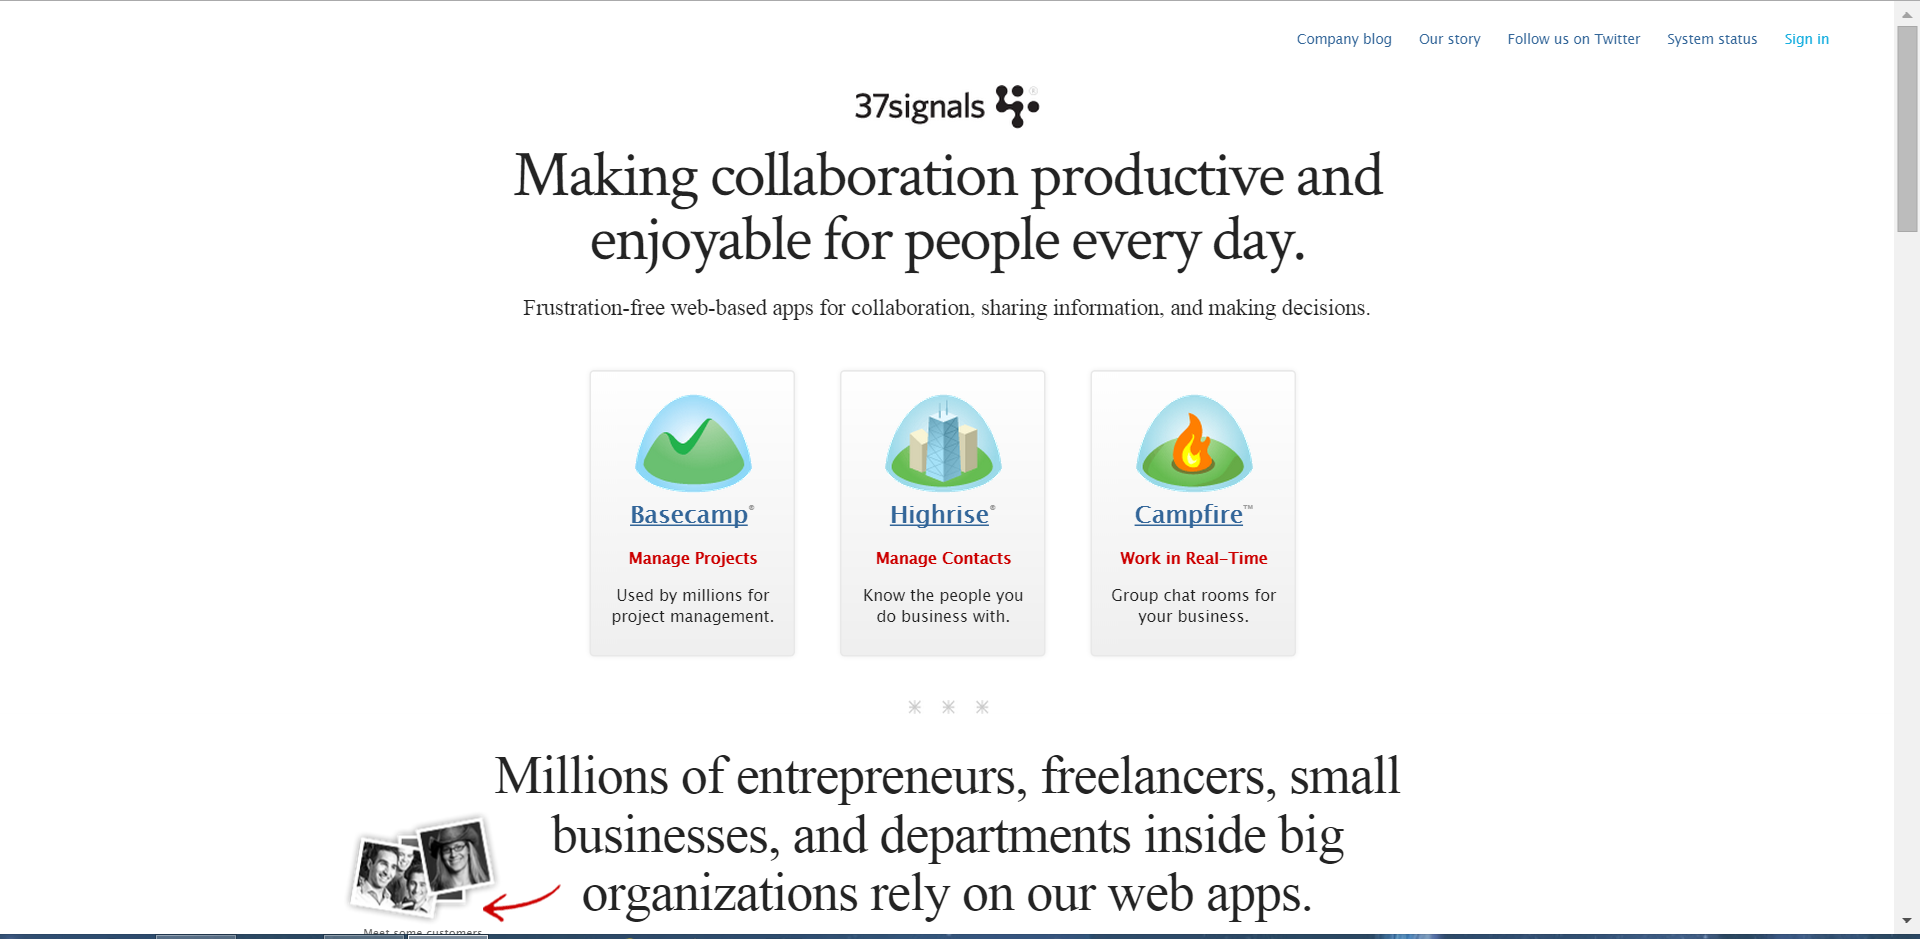 Company blog Our story Follow us on Twitter System status Sign in
37signals ®
Making collaboration productive and
enjoyable for people every day.
Frustration-free web-based apps for collaboration, sharing information, and making decisions.
Basecamp®
Manage Projects
Used by millions for
project management.
Highrise®
Manage Contacts
Know the people you
do business with.
Campfire™
Work in Real-Time
Group chat rooms for
your business.
Millions of entrepreneurs, freelancers, small
businesses, and departments inside big
organizations rely on our web apps.
Meet some customers